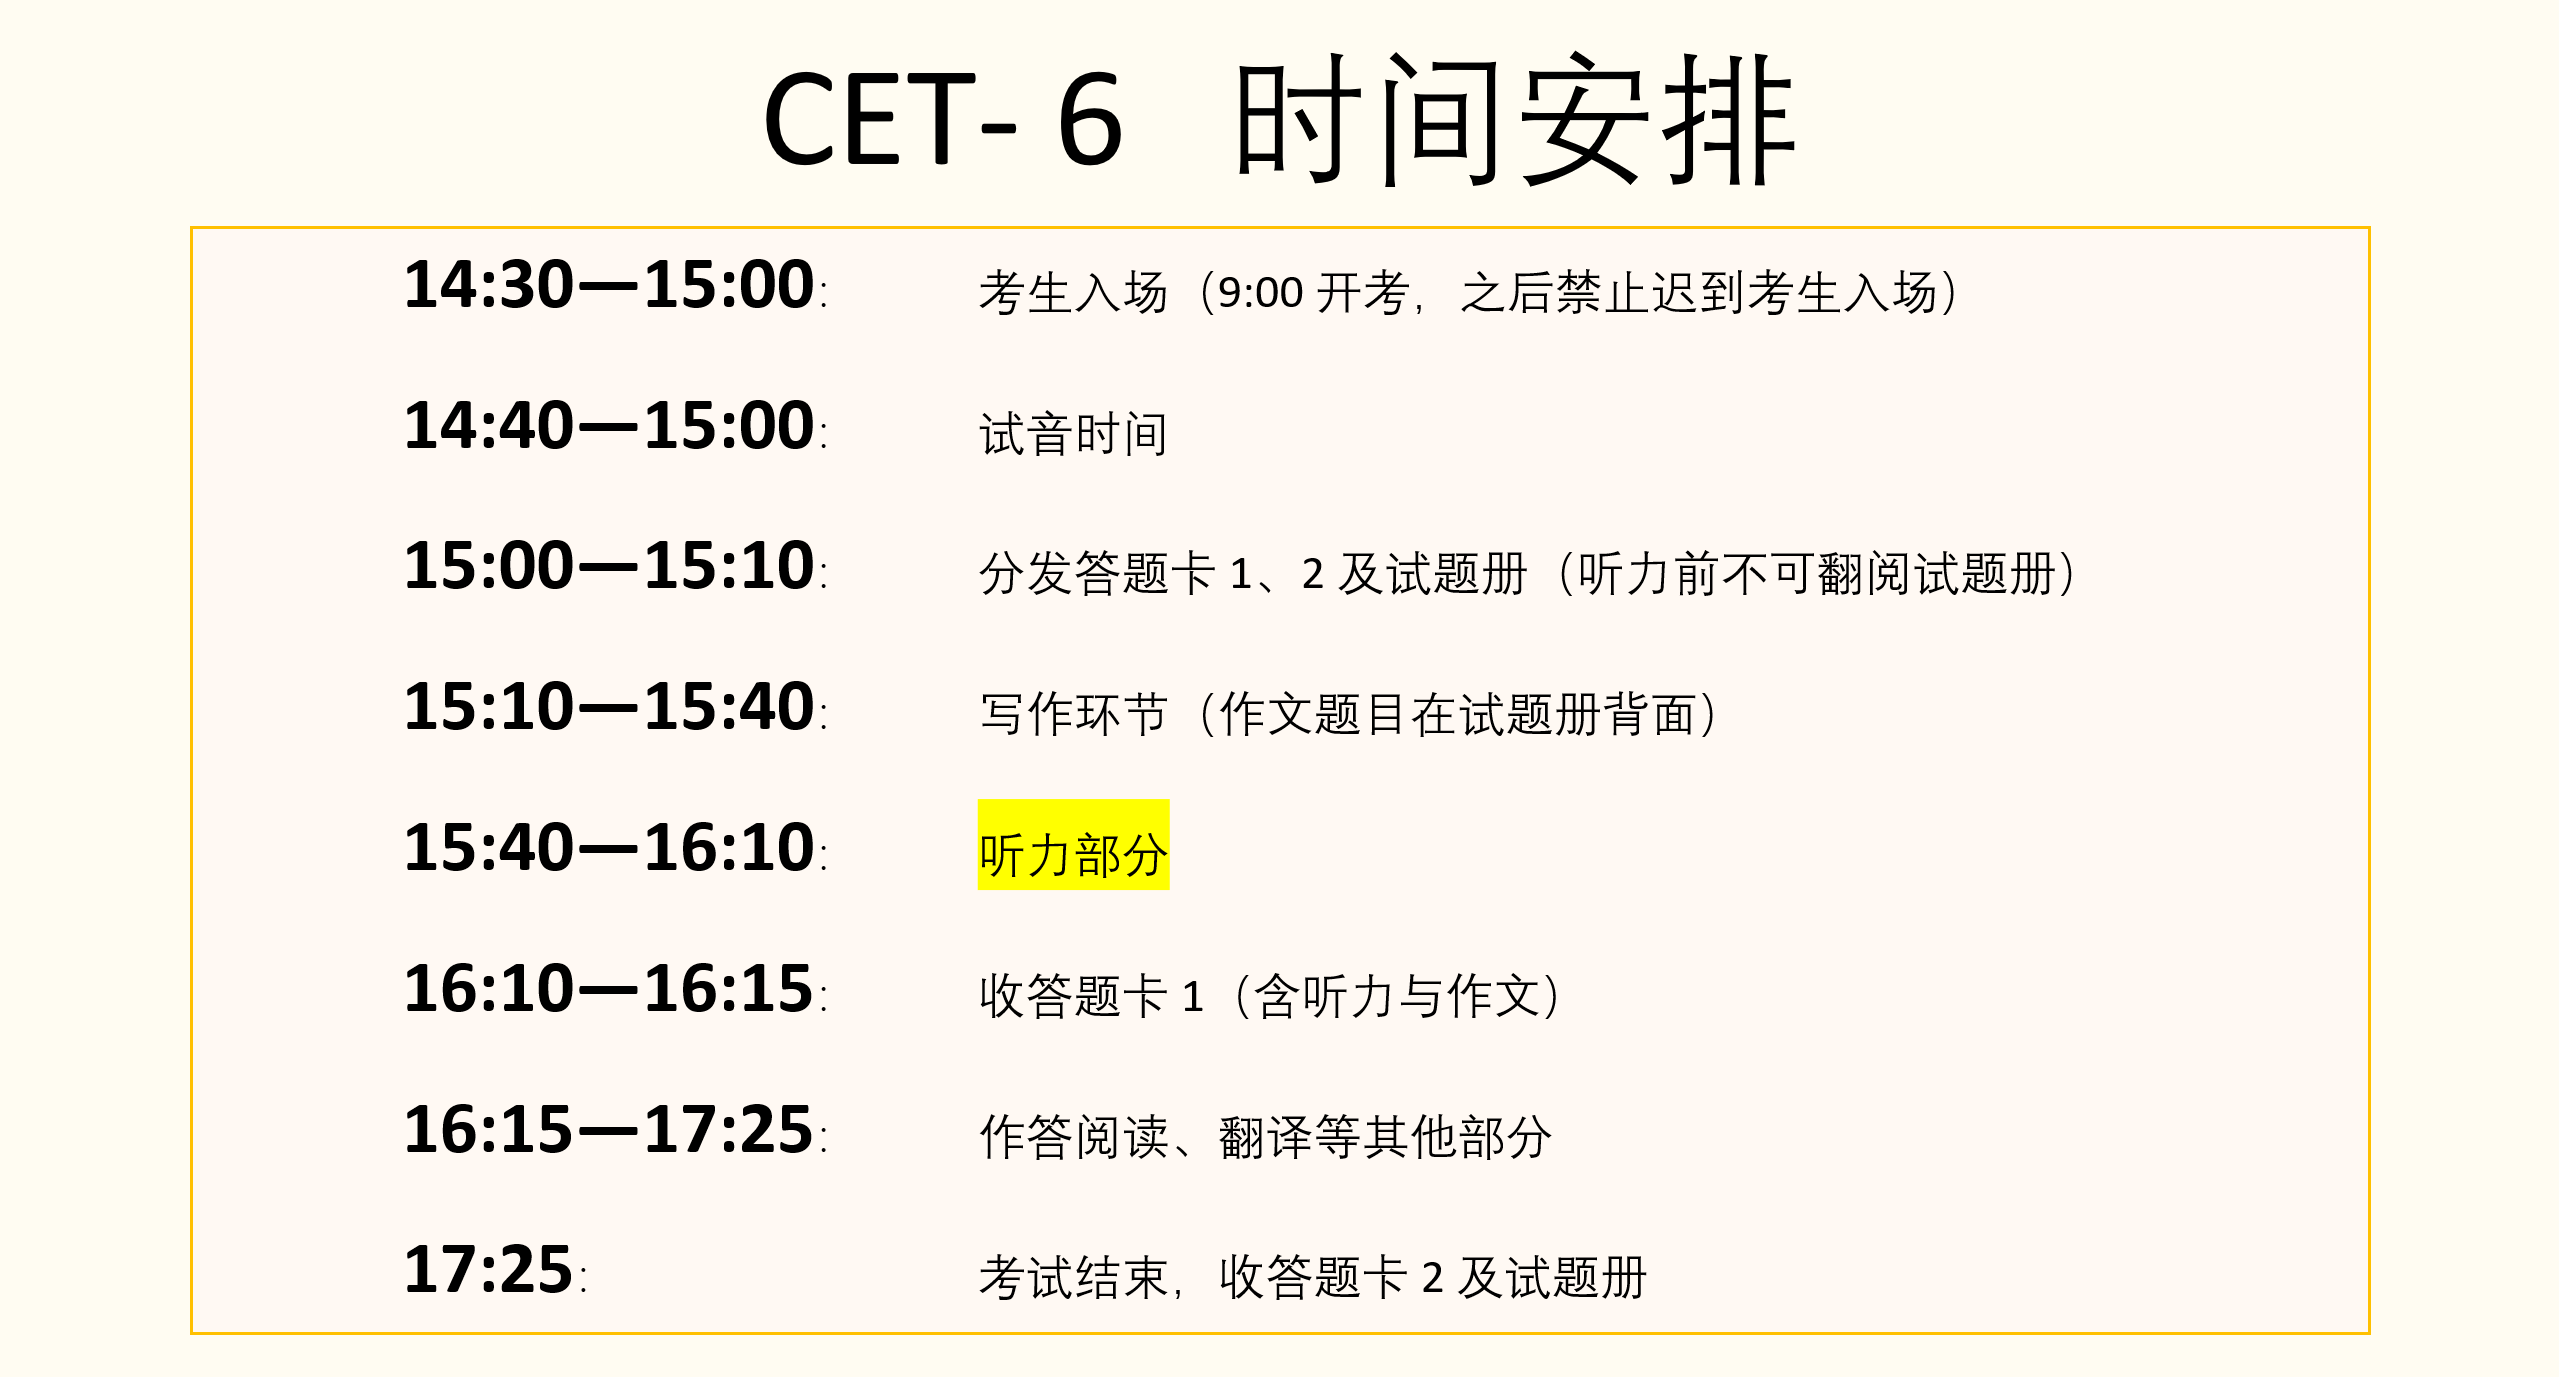 CET- 6 时间安排
14:30—15:00: 考生入场（9:00 开考，之后禁止迟到考生入场）
14:40—15:00: 试音时间
15:00—15:10: 分发答题卡 1、2 及试题册（听力前不可翻阅试题册）
15:10—15:40: 写作环节（作文题目在试题册背面）
15:40—16:10: 听力部分
16:10—16:15: 收答题卡 1（含听力与作文）
16:15—17:25: 作答阅读、翻译等其他部分
17:25: 考试结束，收答题卡 2 及试题册